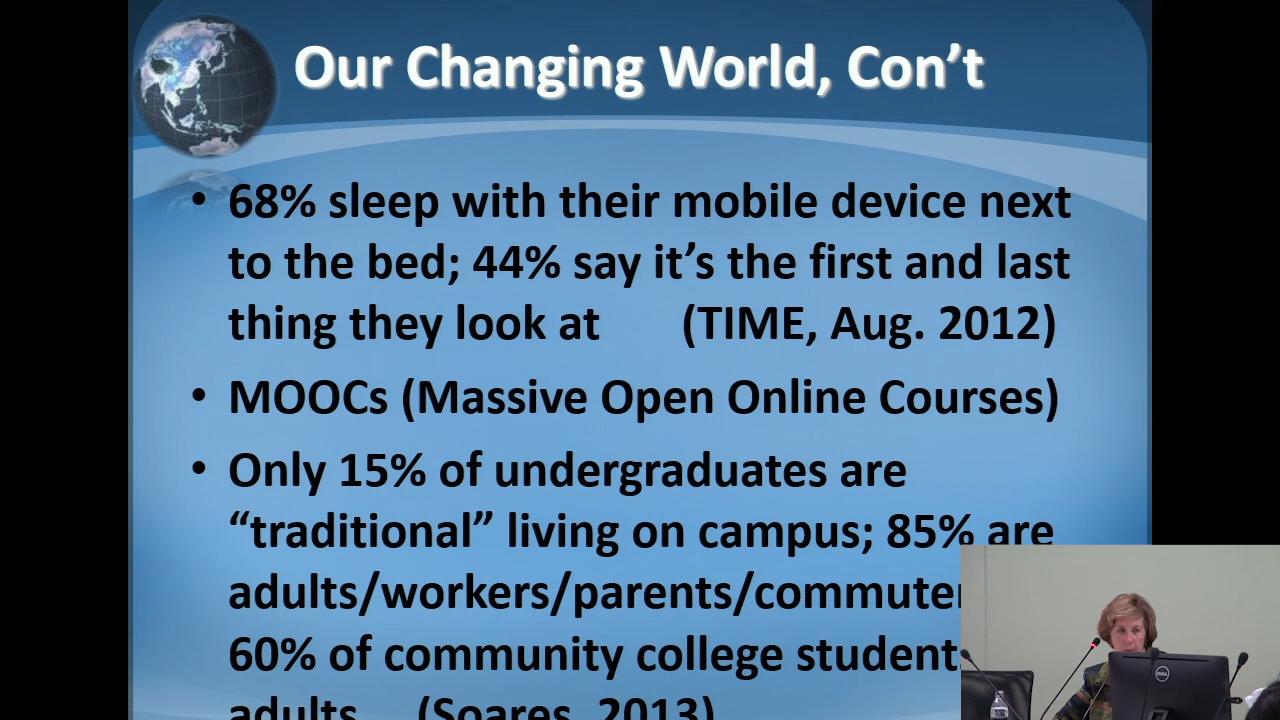 Our Changing World, Con’t
• 68% sleep with their mobile device next
to the bed; 44% say it’s the first and last
thing they look at (TIME, Aug. 2012)
• MOOCs (Massive Open Online Courses)
• Only 15% of undergraduates are
“traditional” living on campus; 85% are
adults/workers/parents/commuter
60% of community college student
adults (Soares, 2013)
DELL